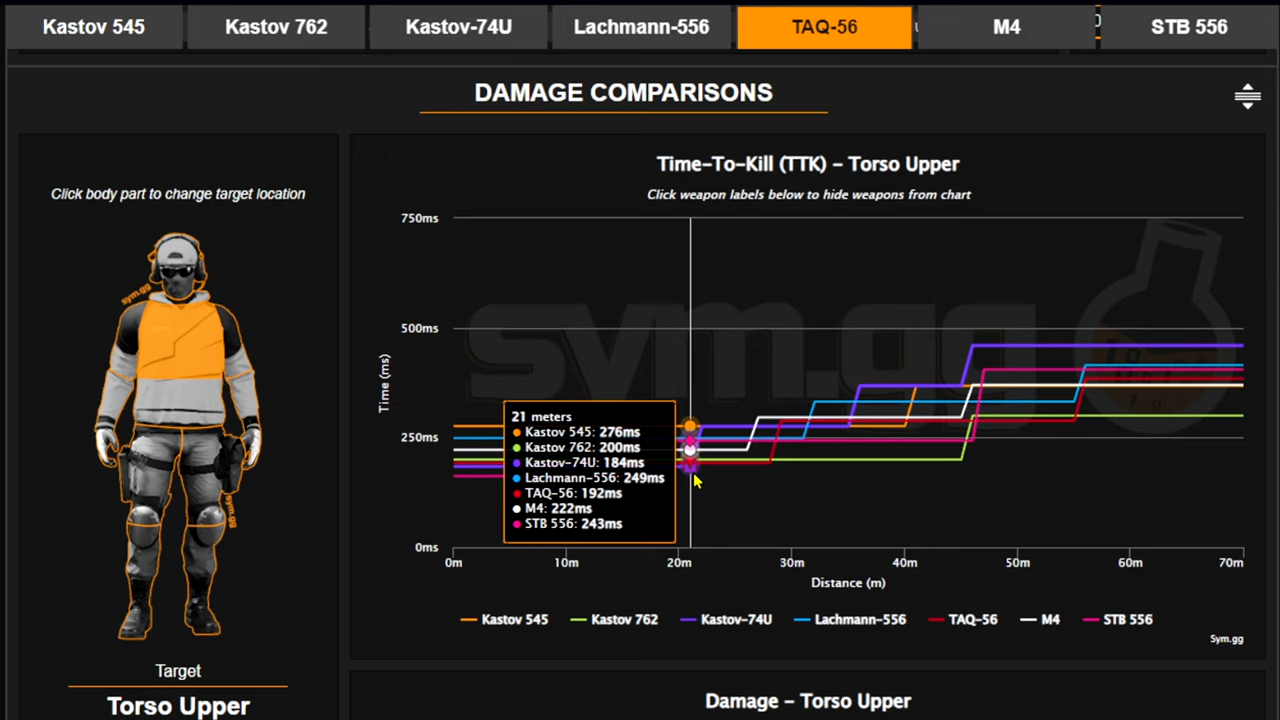 Kastov 545 Kastov 762 Kastov-74U Lachmann-556 TAQ-56 M4 STB 556
DAMAGE COMPARISONS
Click body part to change target location
sym.gg
sym.gg
Target
Torso Upper
Time-To-Kill (TTK) – Torso Upper
Click weapon labels below to hide weapons from chart
sym.gg
Time (ms)
750ms
500ms
250ms
0ms
21 meters
Kastov 545: 276ms
Kastov 762: 200ms
Kastov-74U: 184ms
Lachmann-556: 249ms
TAQ-56: 192ms
M4: 222ms
STB 556: 243ms
0m 10m 20m 30m 40m 50m 60m 70m
Distance (m)
Kastov 545 Kastov 762 Kastov-74U Lachmann-556 TAQ-56 M4 STB 556
Sym.gg
Damage – Torso Upper